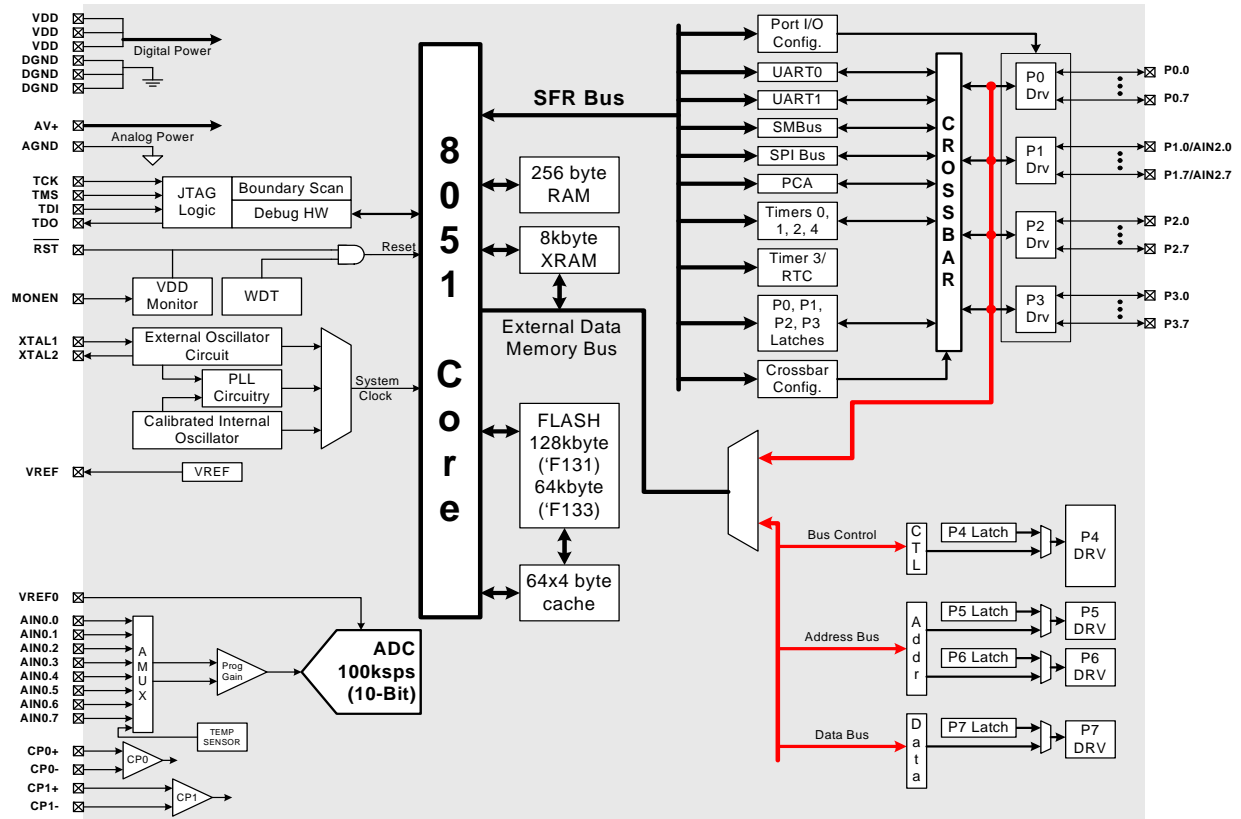 VDD
VDD
VDD
DGND
DGND
DGND
Digital Power
AV+
AGND
Analog Power
TCK
TMS
TDI
TDO
JTAG
Logic
Boundary Scan
Debug HW
RST
Reset
MONEN
VDD
Monitor
WDT
XTAL1
XTAL2
External Oscillator
Circuit
PLL
Circuitry
Calibrated Internal
Oscillator
System
Clock
VREF
VREF
VREF0
AIN0.0
AIN0.1
AIN0.2
AIN0.3
AIN0.4
AIN0.5
AIN0.6
AIN0.7
AMUX
Prog
Gain
ADC
100ksps
(10-Bit)
TEMP
SENSOR
CP0+
CP0-
CP0
CP1+
CP1-
CP1
8051 Core
SFR Bus
256 byte
RAM
8kbyte
XRAM
External Data
Memory Bus
FLASH
128kbyte
(‘F131)
64kbyte
(‘F133)
64x4 byte
cache
Port I/O
Config.
UART0
UART1
SMBus
SPI Bus
PCA
Timers 0,
1, 2, 4
Timer 3/
RTC
P0, P1,
P2, P3
Latches
Crossbar
Config.
CROSSBAR
P0
Drv
P1
Drv
P2
Drv
P3
Drv
P0.0
P0.7
P1.0/AIN2.0
P1.7/AIN2.7
P2.0
P2.7
P3.0
P3.7
Bus Control
CTL
P4 Latch
P4
DRV
Address Bus
Addr
P5 Latch
P5
DRV
P6 Latch
P6
DRV
Data Bus
Data
P7 Latch
P7
DRV